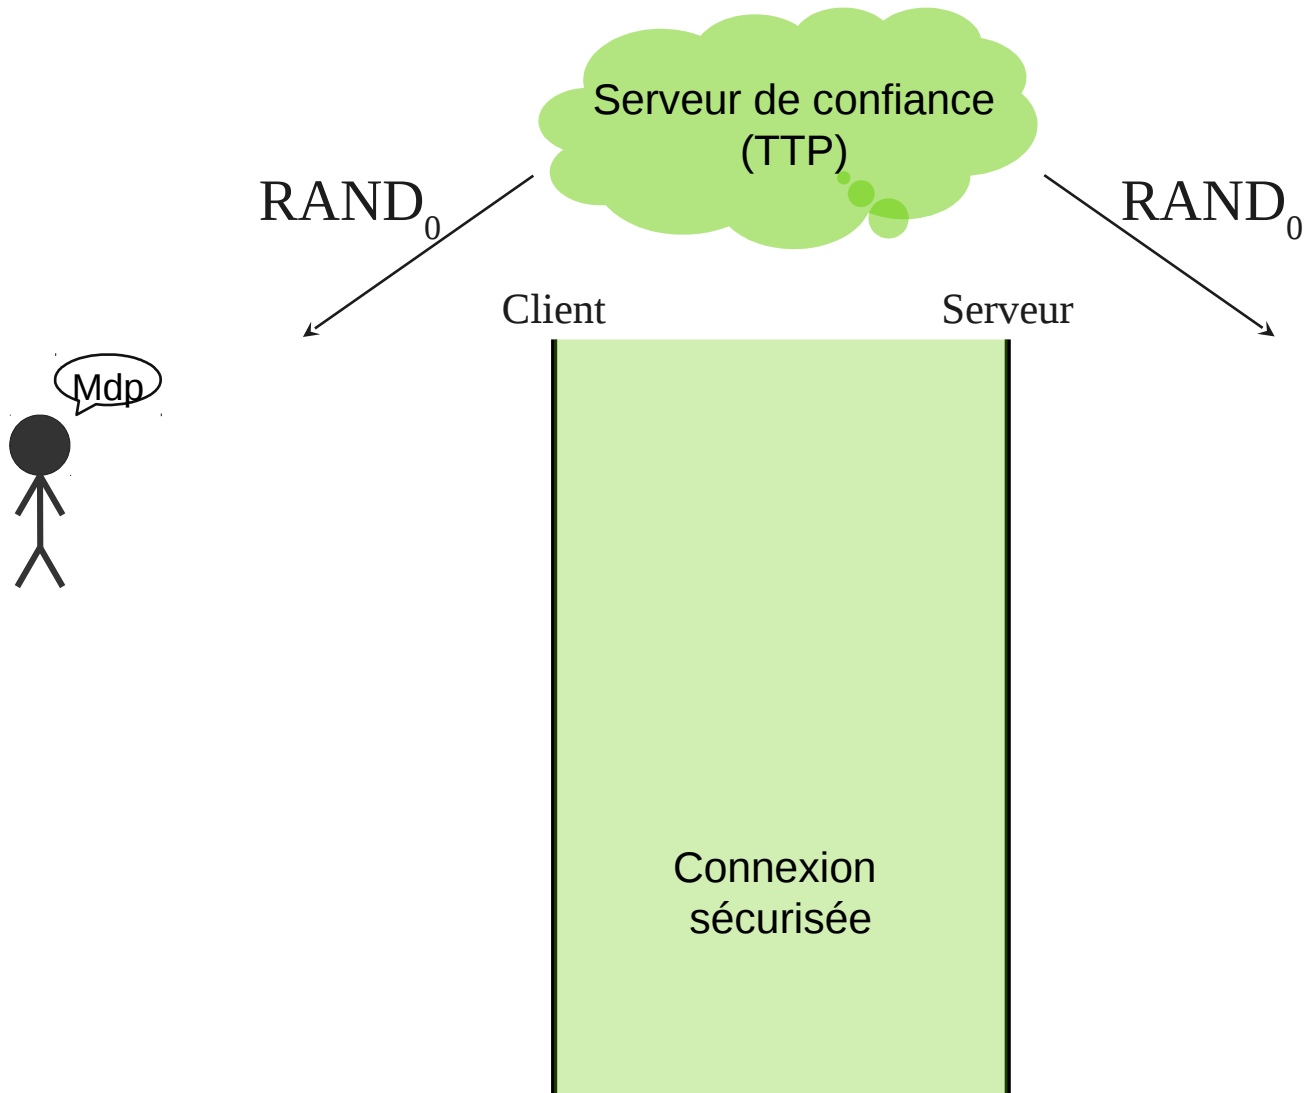 Serveur de confiance
(TTP)
RAND0
RAND0
Client
Serveur
Mdp
Connexion
sécurisée